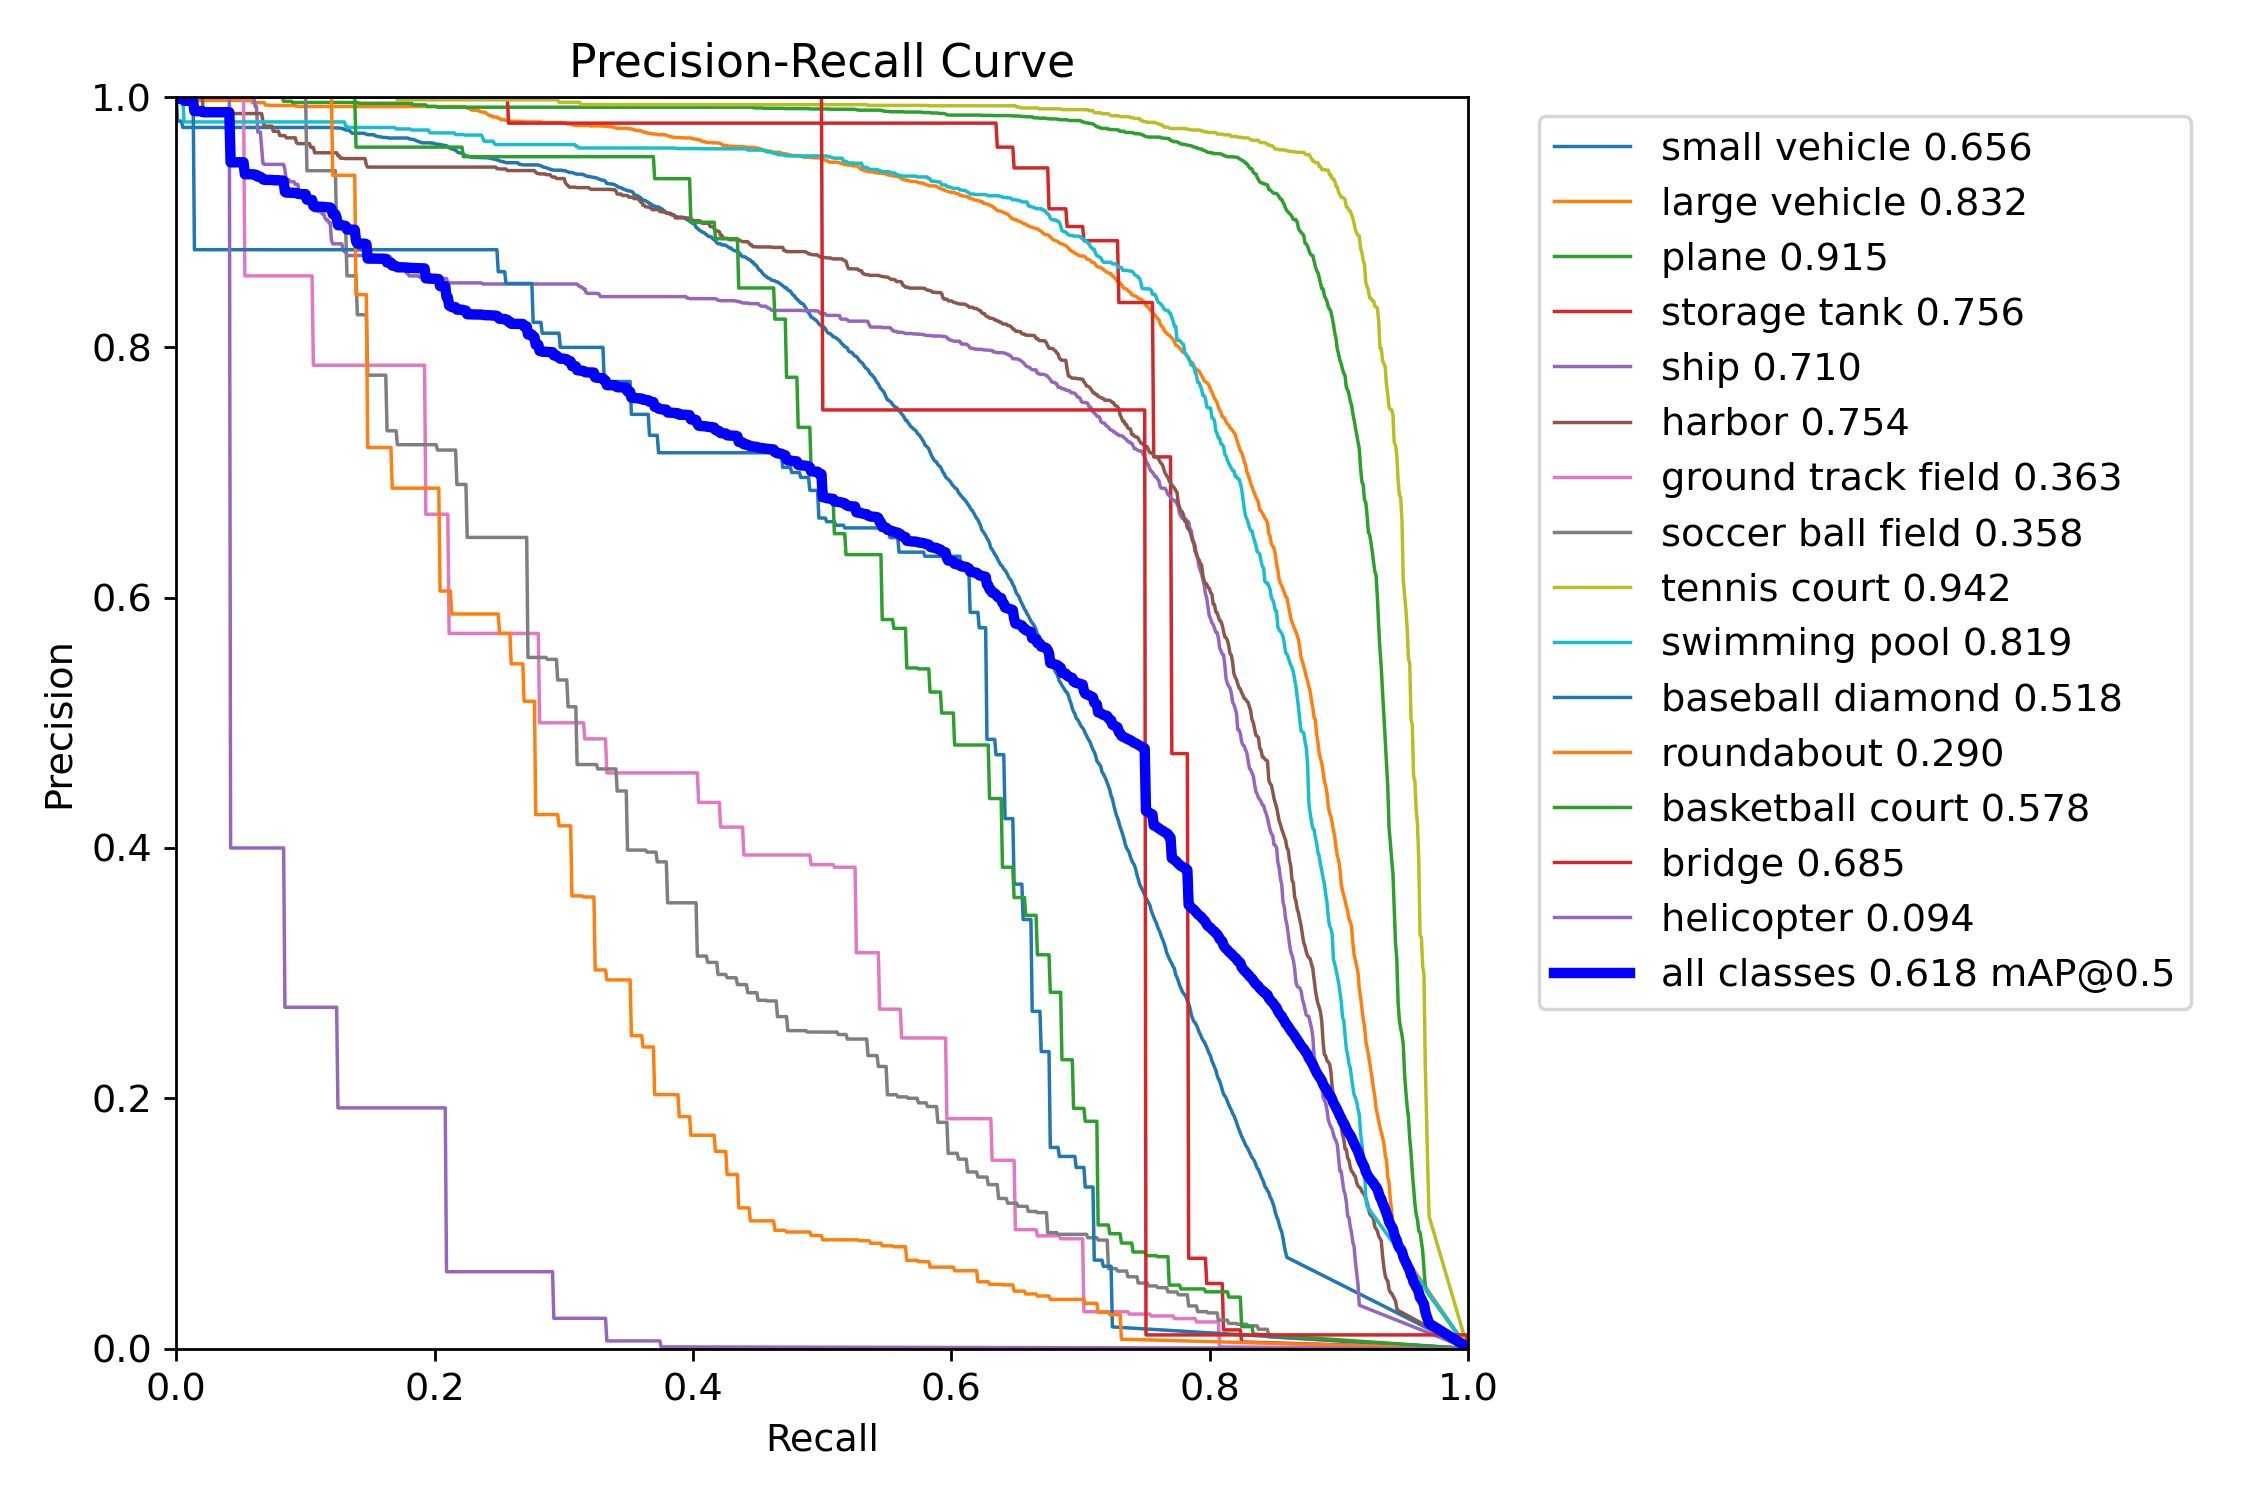 Precision-Recall Curve
1.0
0.8
0.6
0.4
0.2
0.0
Precision
0.0 0.2 0.4 0.6 0.8 1.0
Recall
small vehicle 0.656
large vehicle 0.832
plane 0.915
storage tank 0.756
ship 0.710
harbor 0.754
ground track field 0.363
soccer ball field 0.358
tennis court 0.942
swimming pool 0.819
baseball diamond 0.518
roundabout 0.290
basketball court 0.578
bridge 0.685
helicopter 0.094
all classes 0.618 mAP@0.5